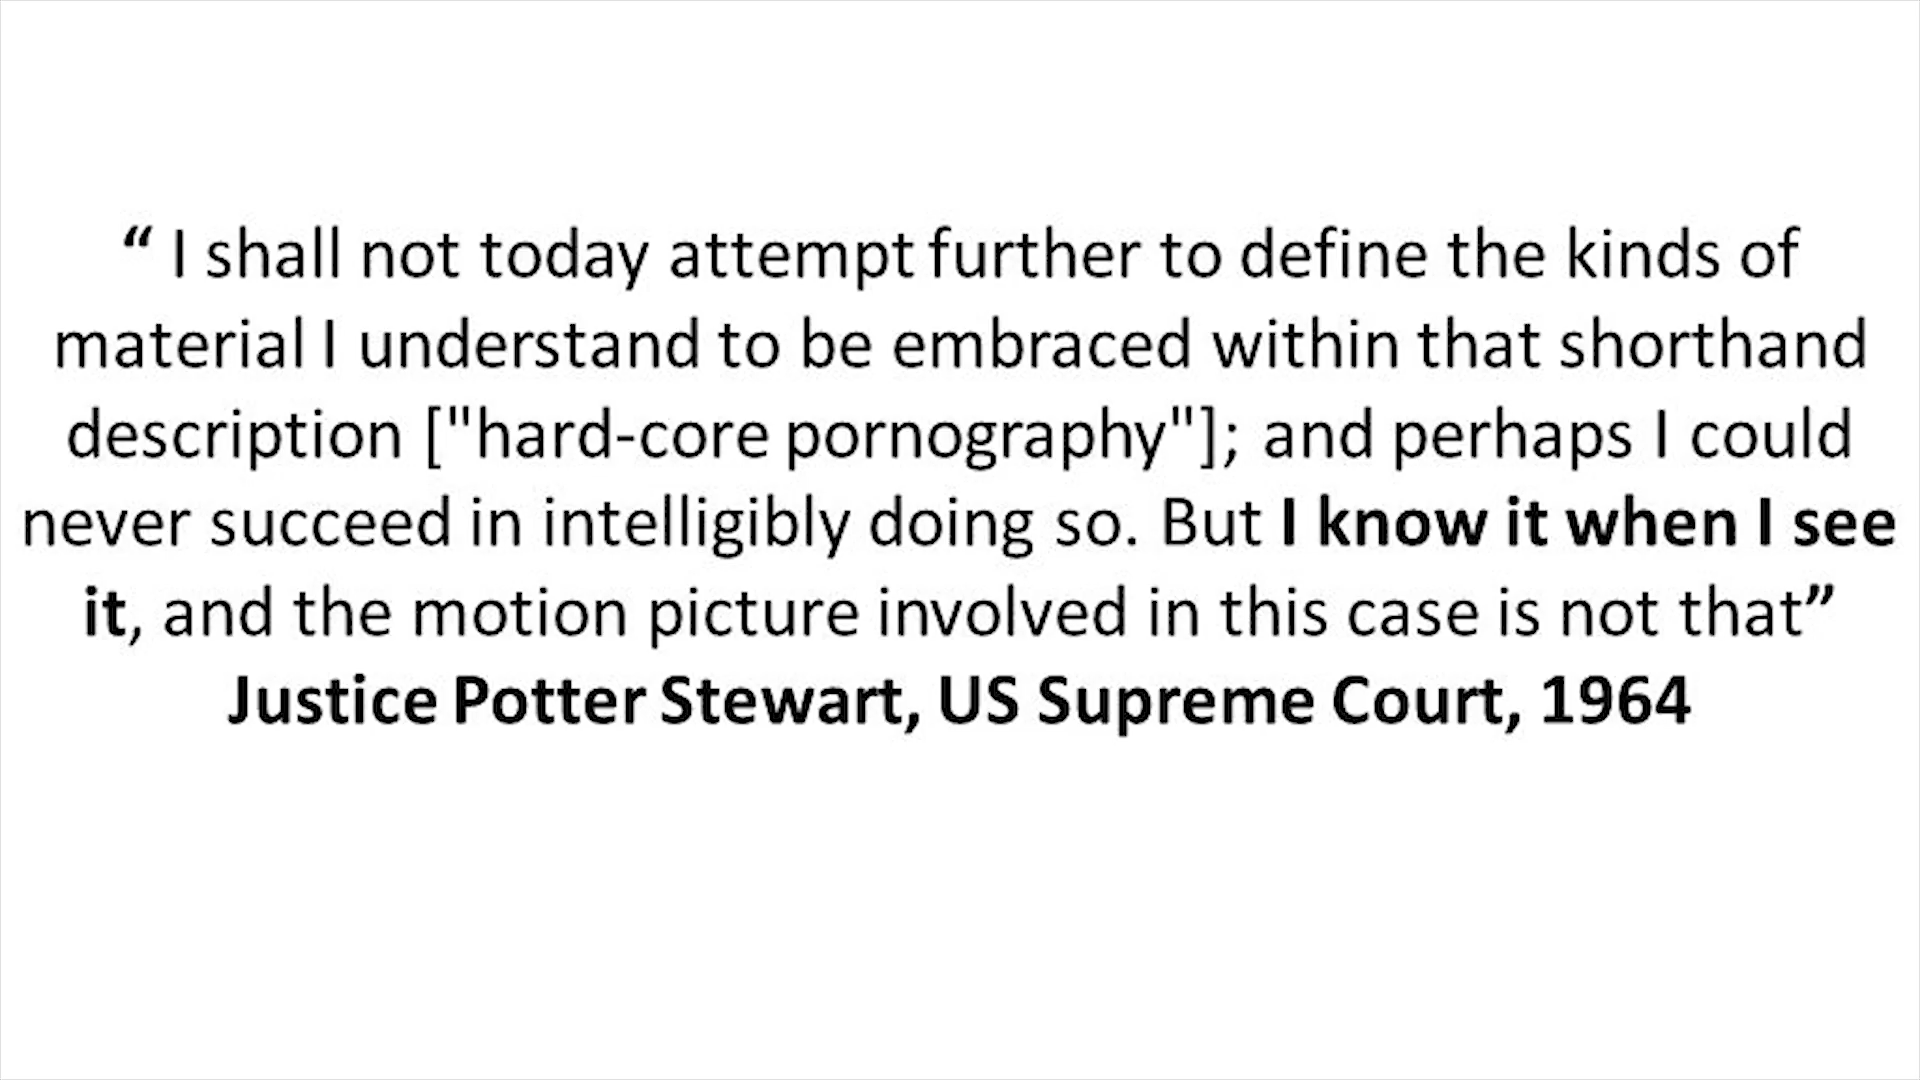 “ I shall not today attempt further to define the kinds of
material I understand to be embraced within that shorthand
description ["hard-core pornography"]; and perhaps I could
never succeed in intelligibly doing so. But I know it when I see
it, and the motion picture involved in this case is not that”
Justice Potter Stewart, US Supreme Court, 1964